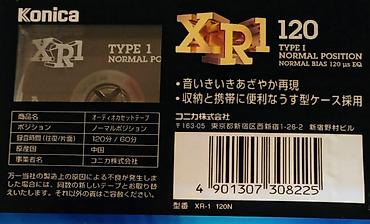 Konica
XR1
TYPE 1
NORMAL PO
XR1 120
TYPE I
NORMAL POSITION
NORMAL BIAS 120 μs EQ
・音いきいきあざやか再現
・収納と携帯に便利なうす型ケース採用
商品名 オーディオカセットテープ
ポジション ノーマルポジション
録音時間(往復/片面) 120分/60分
原産国 中国
事業者名 コニカ株式会社
万一当社の製造上の原因による不良が発生しました場合には、同数の新しいテープとお取り替えいたします。それ以外の責はご容赦ください。
コニカ株式会社
〒163-05 東京都新宿区西新宿1-26-2 新宿野村ビル
4901307308225
型番 XR-1 120N